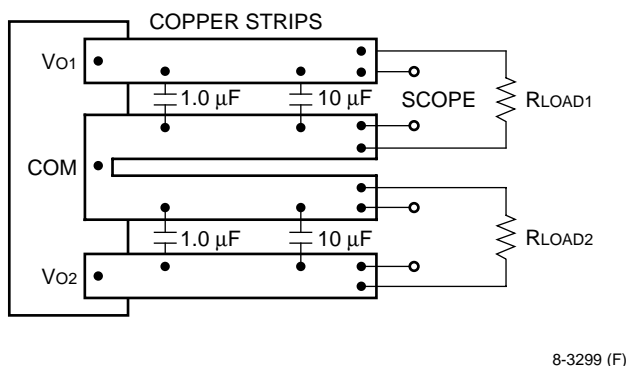 COPPER STRIPS
VO1
1.0 µF
10 µF
SCOPE
RLOAD1
COM
1.0 µF
10 µF
RLOAD2
VO2
8-3299 (F)